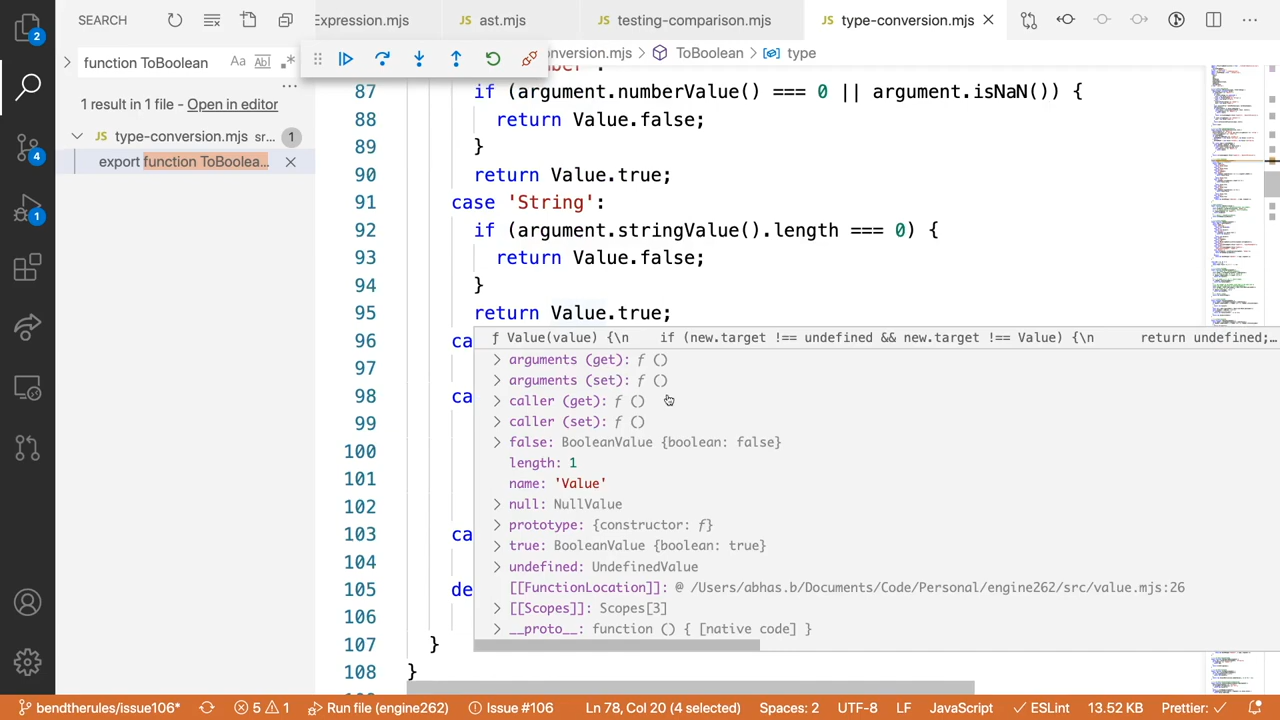 SEARCH
Expression.mjs
JS ast.mjs
JS testing-comparison.mjs
JS type-conversion.mjs
function ToBoolean
Aa
Ab
1 result in 1 file - Open in editor
JS type-conversion.mjs sr... 1
export function ToBoolea...
2
4
1
onversion.mjs > ToBoolean > type
87 if (argument.numberValue() === 0 || argument.isNaN()) {
88 return Value.false
89 }
90 return Value.true;
91 case 'String':
92 if (argument.stringValue().length === 0) {
93 return Value.false;
94 }
95 return Value.true;
96 ca
97
98 ca
99
100
101
102
103 ca
104
105 de
106
107 }
108 }
ƒ Value(value) {\n if (new.target !== undefined && new.target !== Value) {\n return undefined;…
arguments (get): ƒ ()
arguments (set): ƒ ()
caller (get): ƒ ()
caller (set): ƒ ()
false: BooleanValue {boolean: false}
length: 1
name: 'Value'
null: NullValue
prototype: {constructor: ƒ}
true: BooleanValue {boolean: true}
undefined: UndefinedValue
[[FunctionLocation]]: @ /Users/abhas.b/Documents/Code/Personal/engine262/src/value.mjs:26
[[Scopes]]: Scopes[3]
__proto__: function () { [native code] }
bendtherules/issue106* 5 1 Run file (engine262) Issue #106 Ln 78, Col 20 (4 selected) Spaces: 2 UTF-8 LF JavaScript ESLint 13.52 KB Prettier: